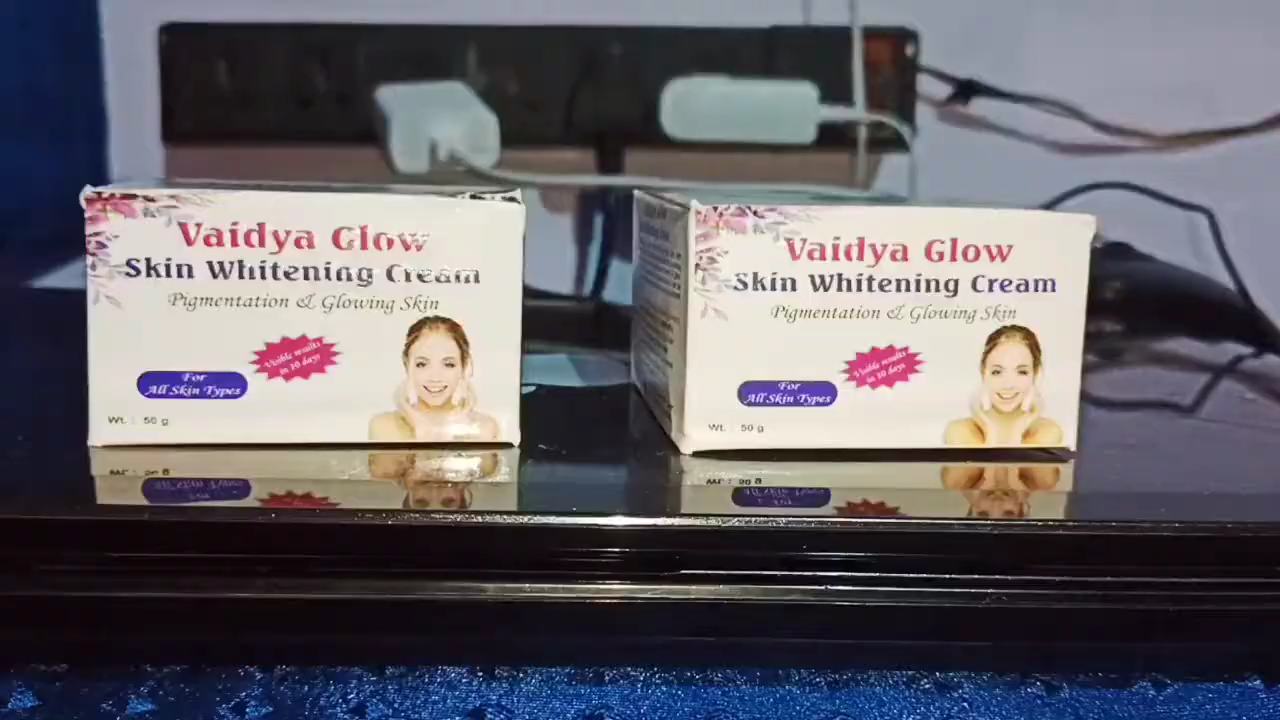 Vaidya Glow
Skin Whitening Cream
Pigmentation & Glowing Skin
Visible results
in 10 days
For
All Skin Types
Wt. : 50 g
Vaidya Glow
Skin Whitening Cream
Pigmentation & Glowing Skin
Visible results
in 10 days
For
All Skin Types
Wt. : 50 g